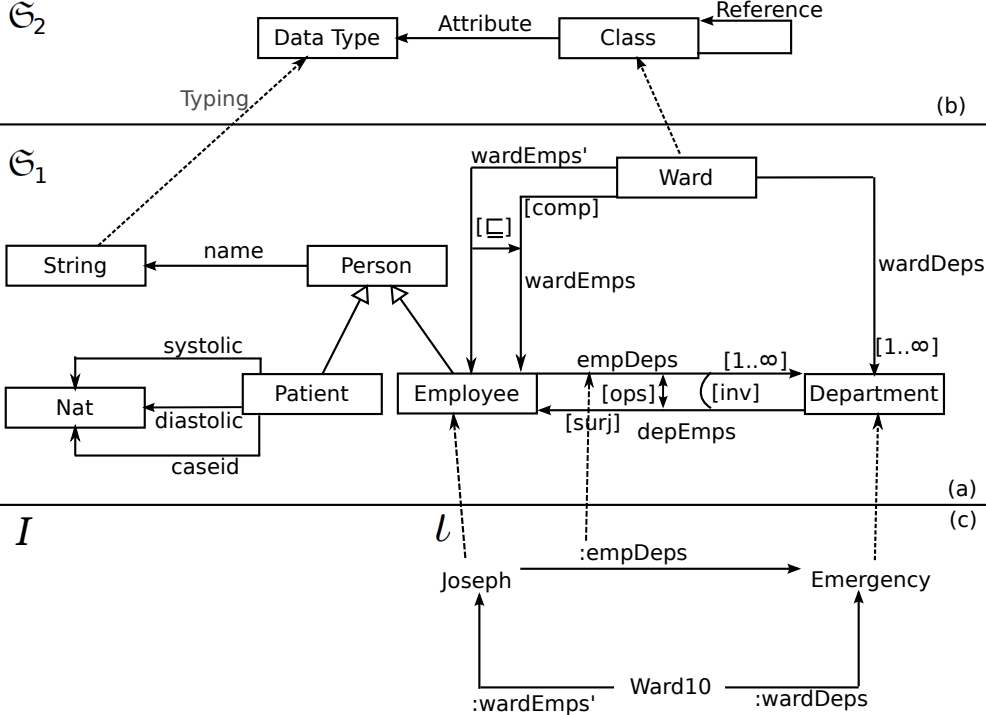 𝔖2
Reference
Attribute
Data Type
Class
Typing
(b)
𝔖1
wardEmps'
Ward
[comp]
[⊑]
name
String
Person
wardEmps
wardDeps
systolic
[1..∞]
empDeps
[1..∞]
Nat
Patient
Employee
[ops]
[inv]
Department
diastolic
[surj]
depEmps
caseid
(a)
I
ι
(c)
:empDeps
Joseph
Emergency
Ward10
:wardEmps'
:wardDeps